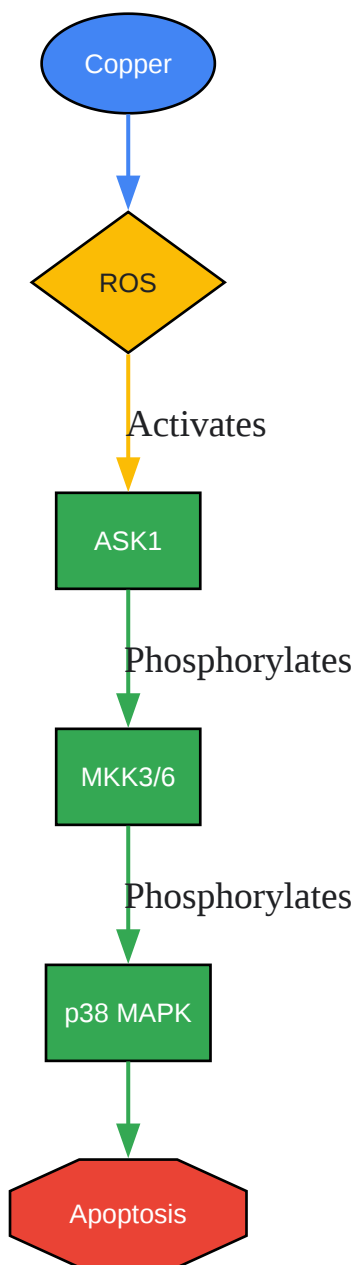 Copper
ROS
Activates
ASK1
Phosphorylates
MKK3/6
Phosphorylates
p38 MAPK
Apoptosis